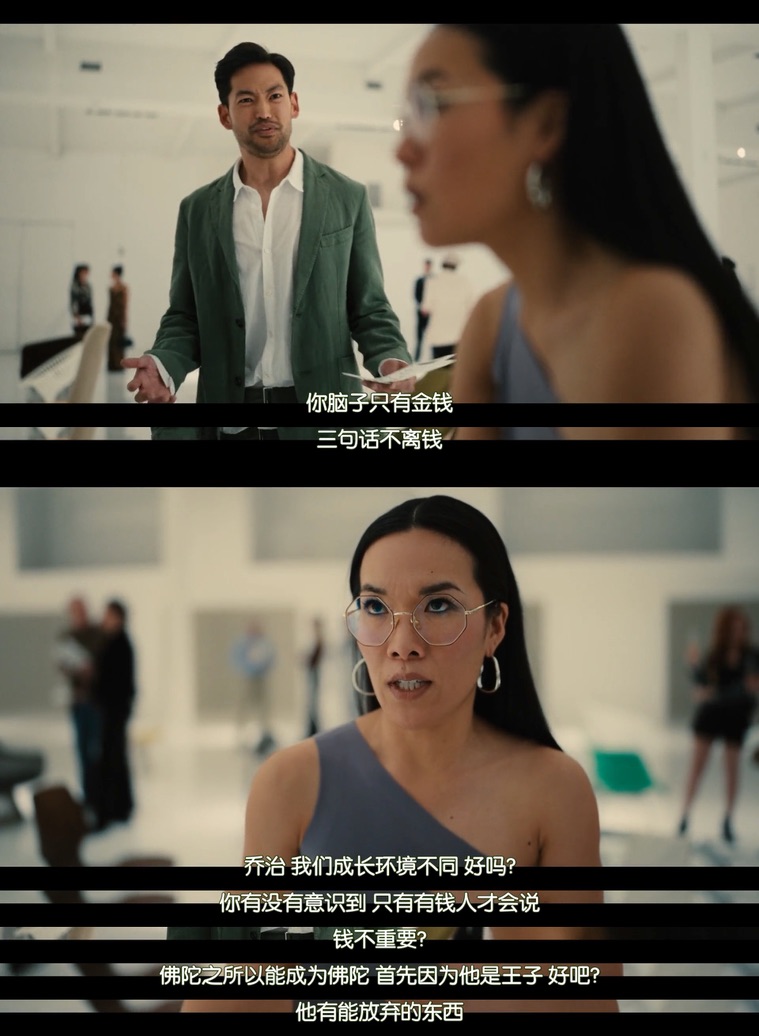 你脑子只有金钱
三句话不离钱
乔治 我们成长环境不同 好吗?
你有没有意识到 只有有钱人才会说
钱不重要?
佛陀之所以能成为佛陀 首先因为他是王子 好吧?
他有能放弃的东西